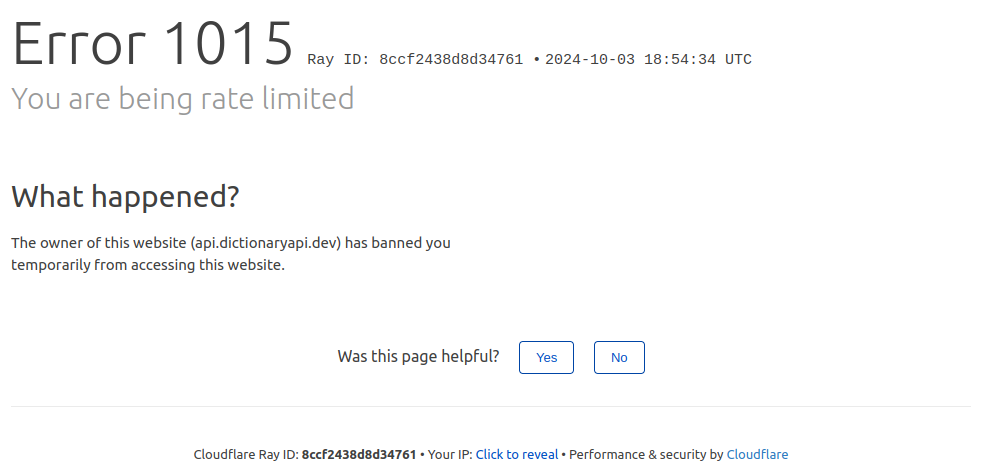 Error 1015 Ray ID: 8ccf2438d8d34761 • 2024-10-03 18:54:34 UTC
You are being rate limited
What happened?
The owner of this website (api.dictionaryapi.dev) has banned you
temporarily from accessing this website.
Was this page helpful? Yes No
Cloudflare Ray ID: 8ccf2438d8d34761 • Your IP: Click to reveal • Performance & security by Cloudflare